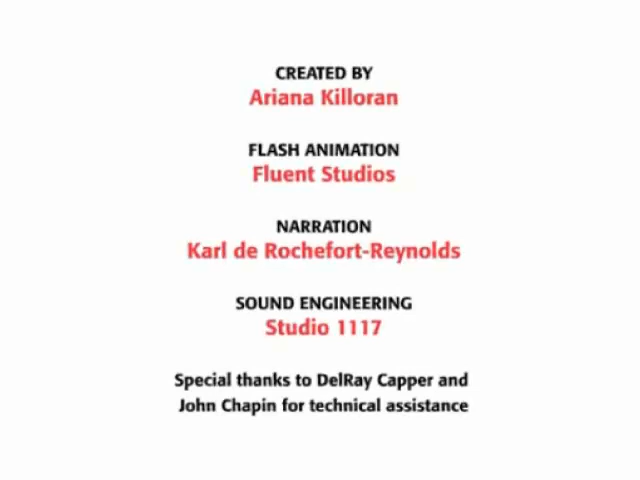 CREATED BY
Ariana Killoran
FLASH ANIMATION
Fluent Studios
NARRATION
Karl de Rochefort-Reynolds
SOUND ENGINEERING
Studio 1117
Special thanks to DelRay Capper and
John Chapin for technical assistance